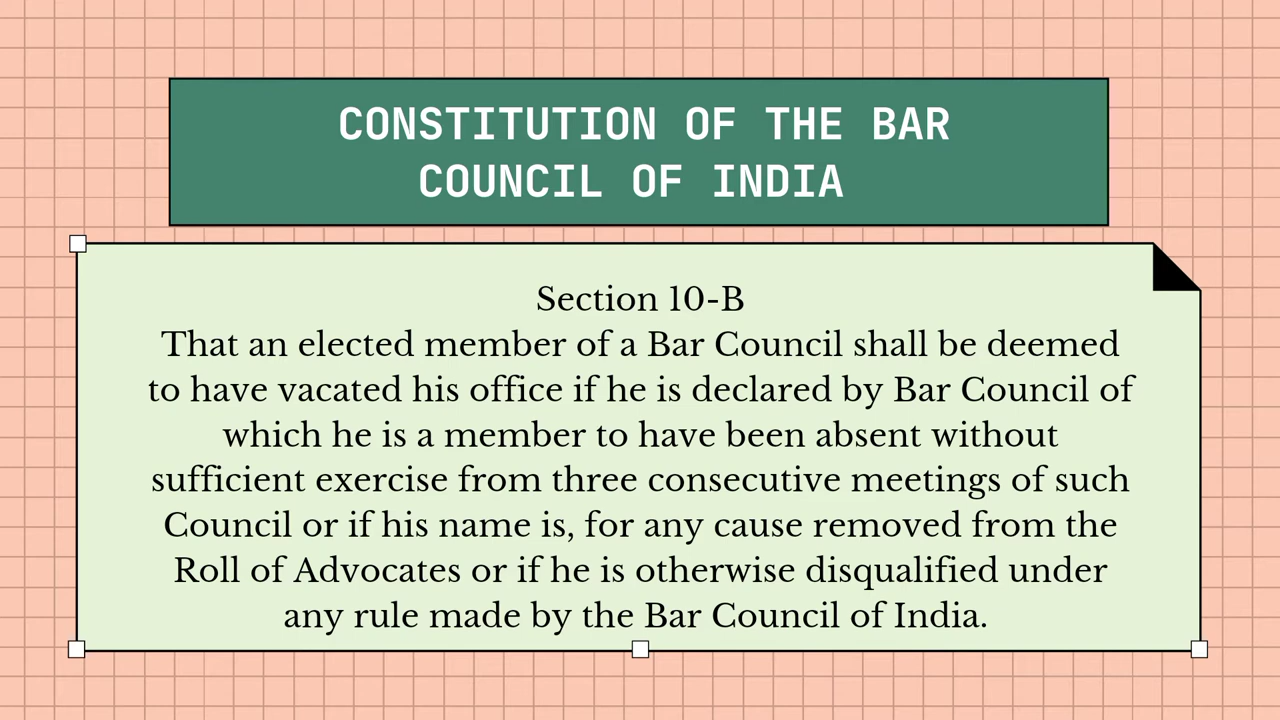 CONSTITUTION OF THE BAR
COUNCIL OF INDIA
Section 10-B
That an elected member of a Bar Council shall be deemed
to have vacated his office if he is declared by Bar Council of
which he is a member to have been absent without
sufficient exercise from three consecutive meetings of such
Council or if his name is, for any cause removed from the
Roll of Advocates or if he is otherwise disqualified under
any rule made by the Bar Council of India.